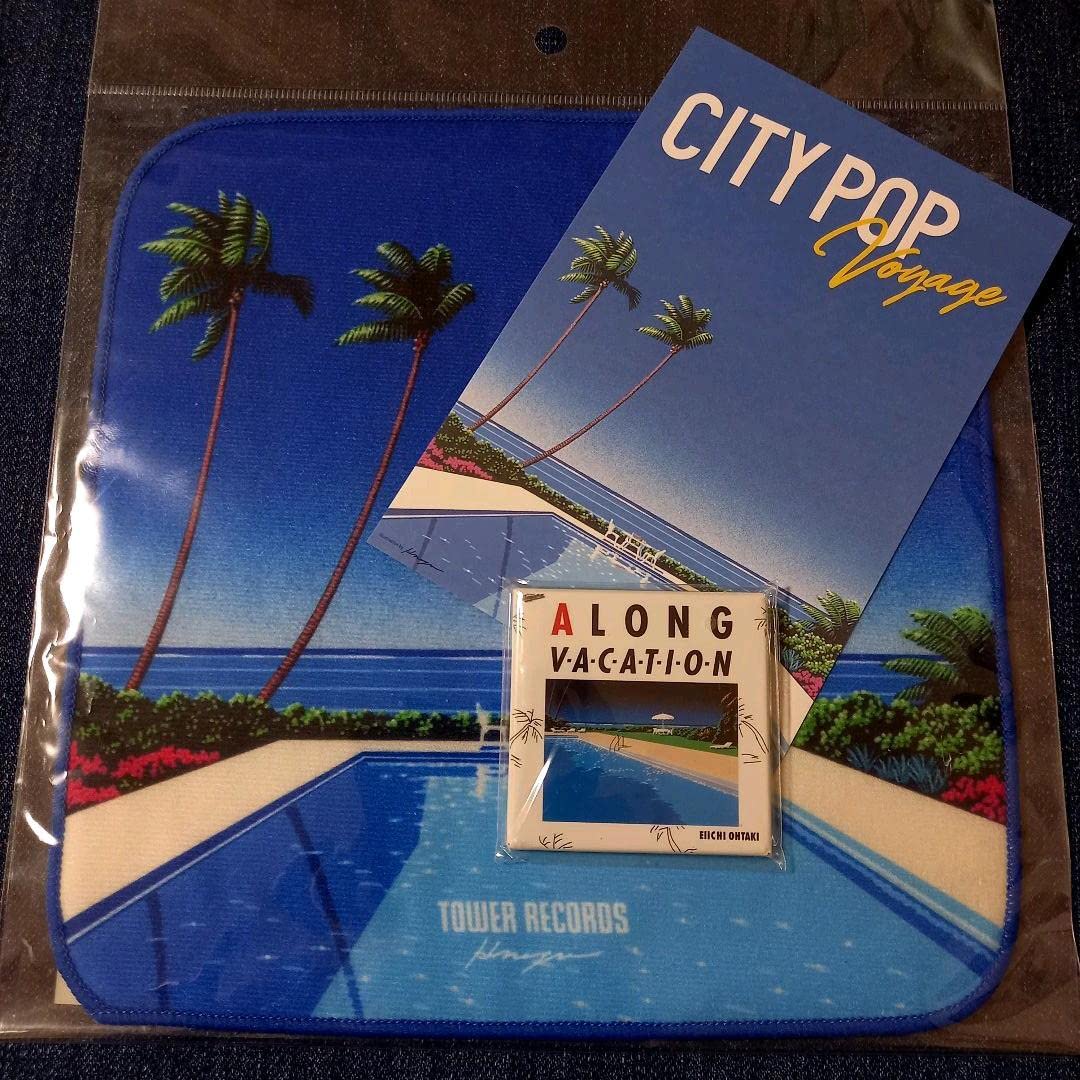 CITY POP
Voyage
A LONG
V·A·C·A·T·I·O·N
EIICHI OHTAKI
TOWER RECORDS